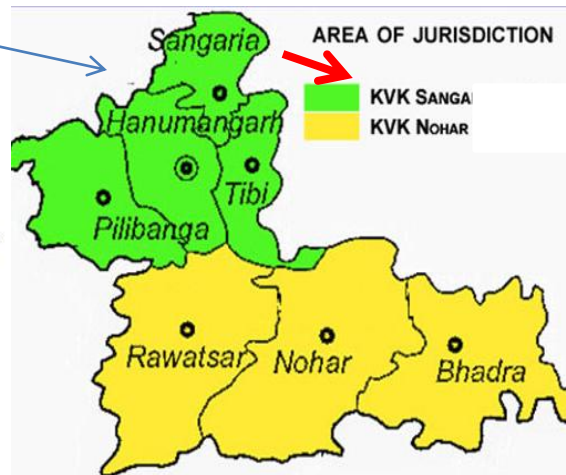 Sangaria
AREA OF JURISDICTION
KVK SANGA
KVK NOHAR
Hanumangarh
Tibi
Pilibanga
Rawatsar
Nohar
Bhadra